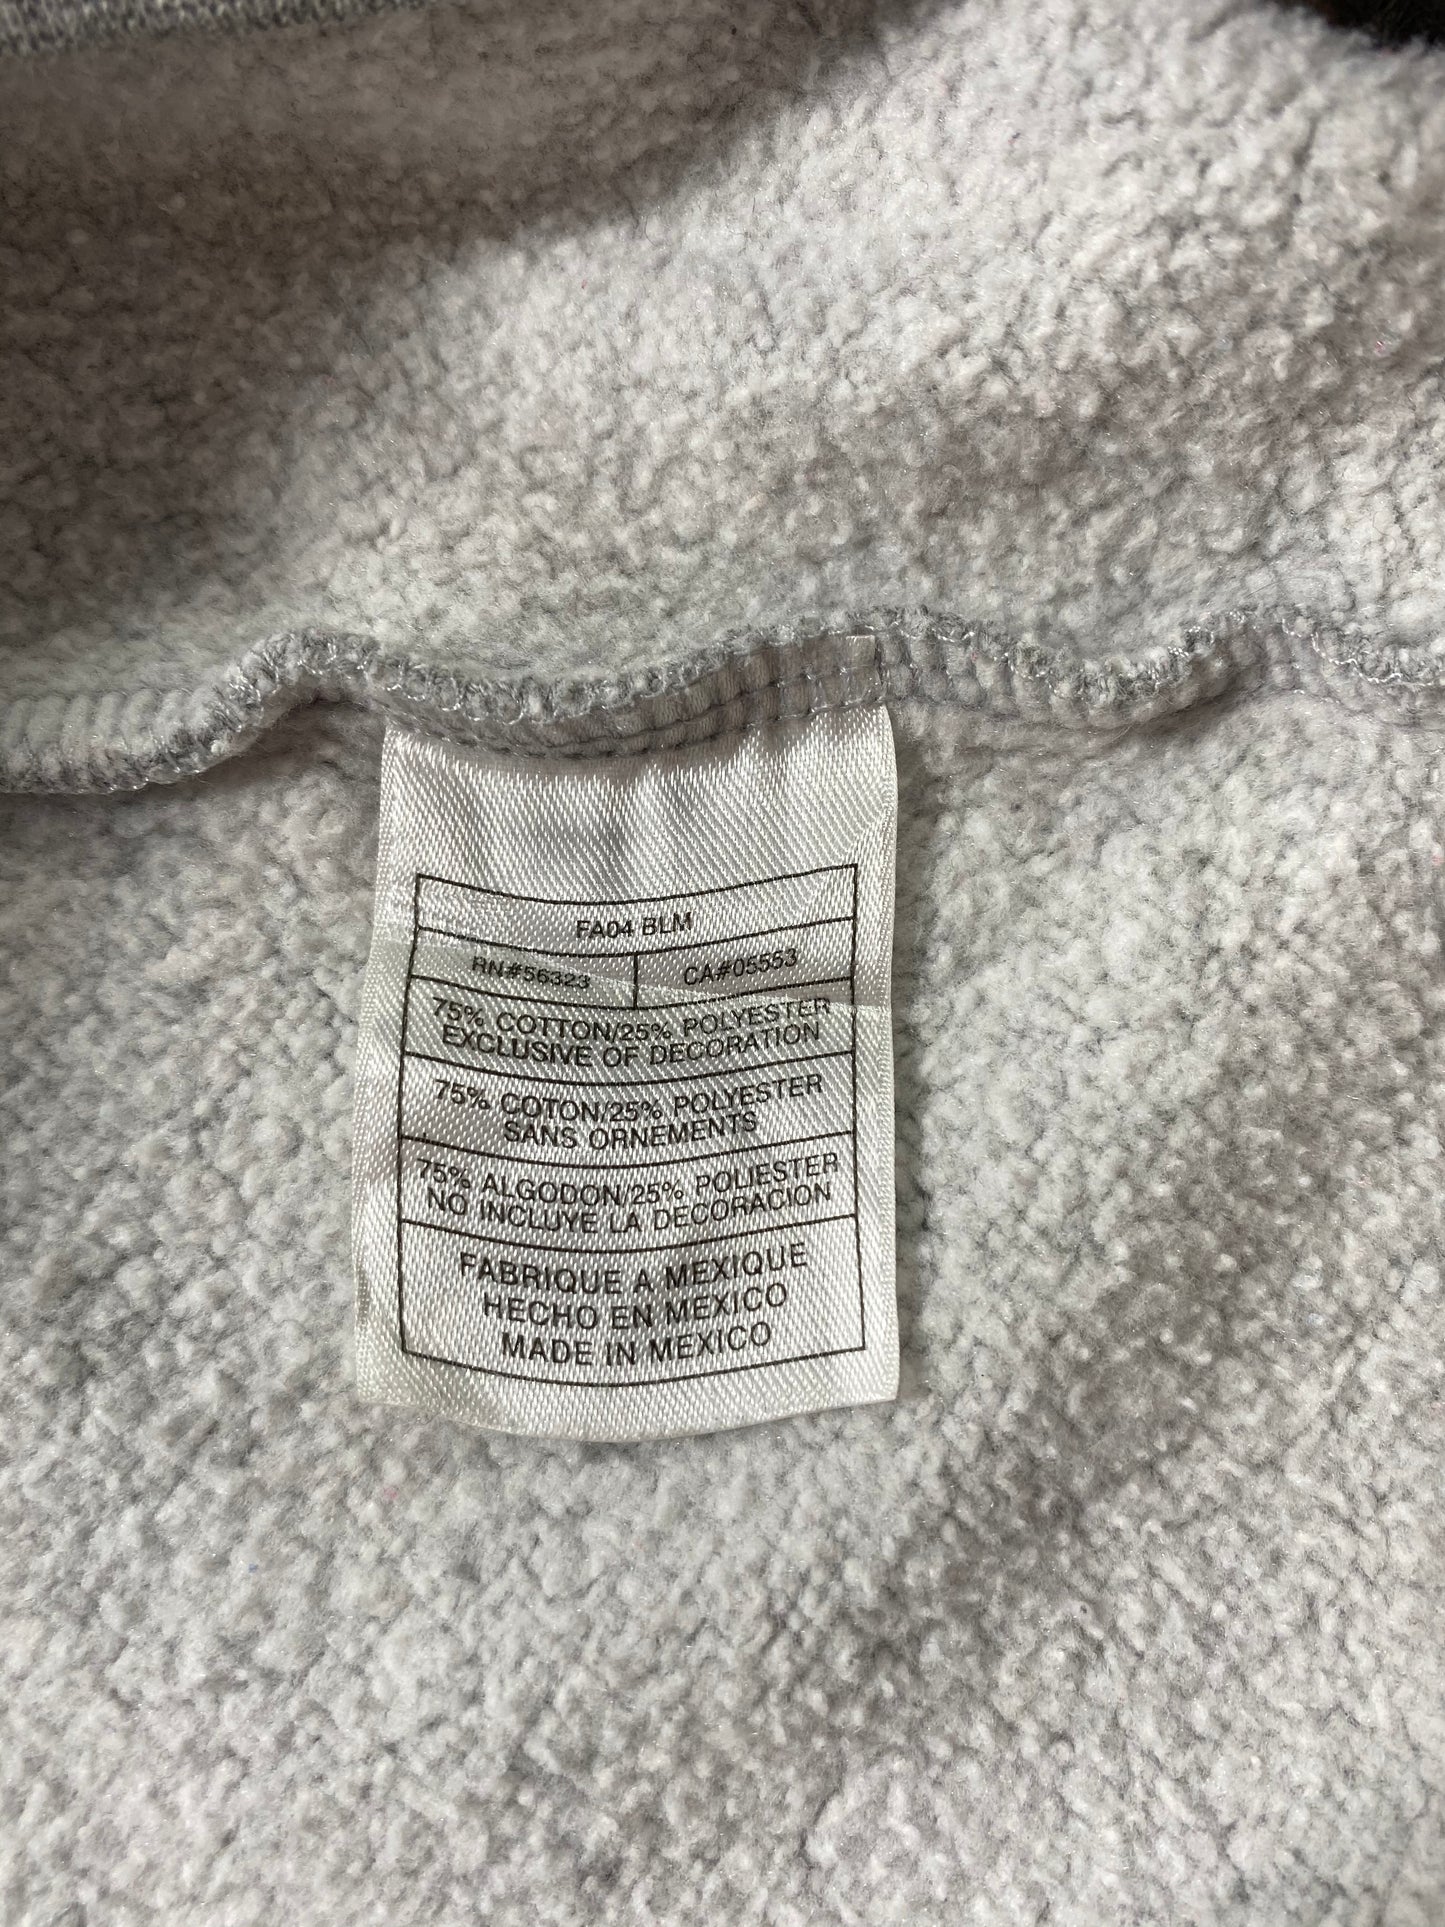 FA04 BLM
RN#56323 CA#05553
75% COTTON/25% POLYESTER
EXCLUSIVE OF DECORATION
75% COTON/25% POLYESTER
SANS ORNEMENTS
75% ALGODON/25% POLIESTER
NO INCLUYE LA DECORACION
FABRIQUE A MEXIQUE
HECHO EN MEXICO
MADE IN MEXICO